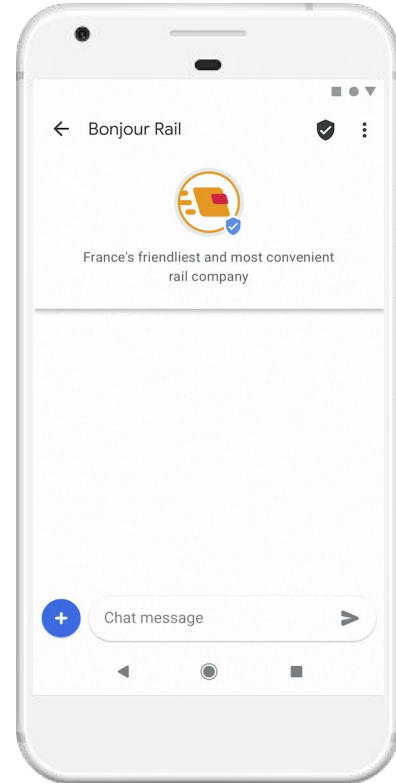 Bonjour Rail
France's friendliest and most convenient
rail company
Chat message